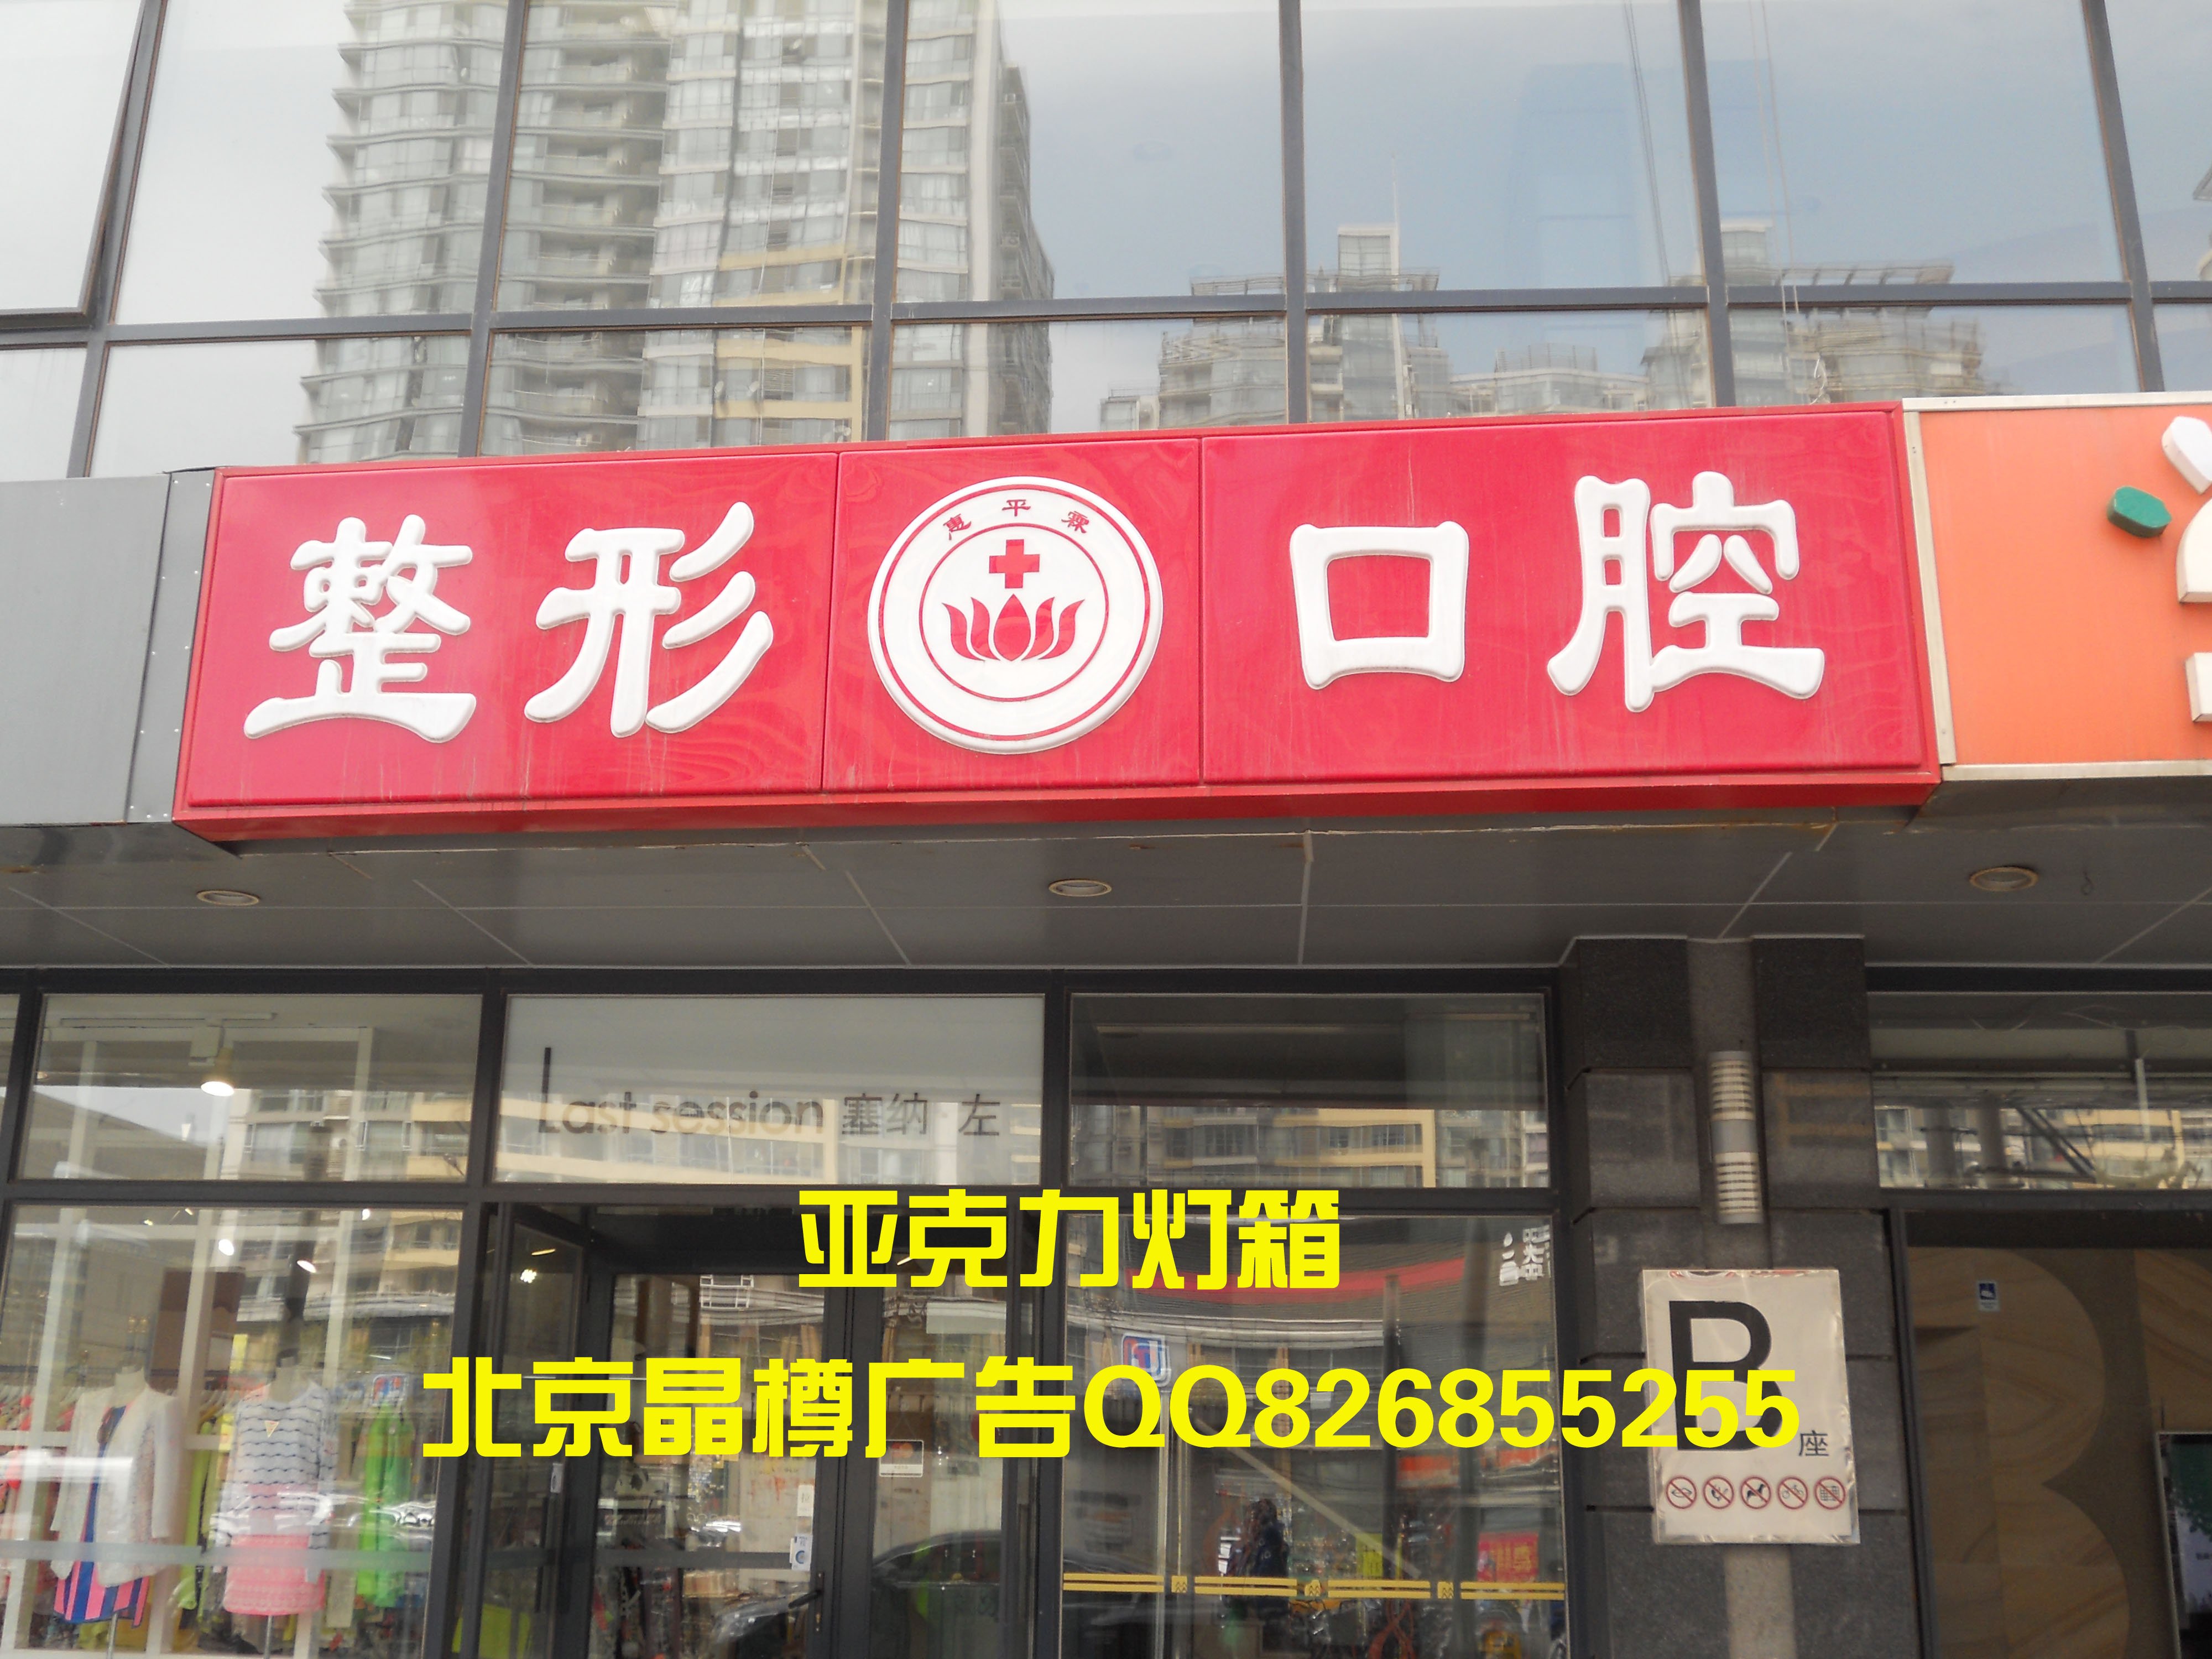 惠平霖
整形 口腔
Last session 塞纳·左
亚克力灯箱
北京晶樽广告QQ826855255
B座